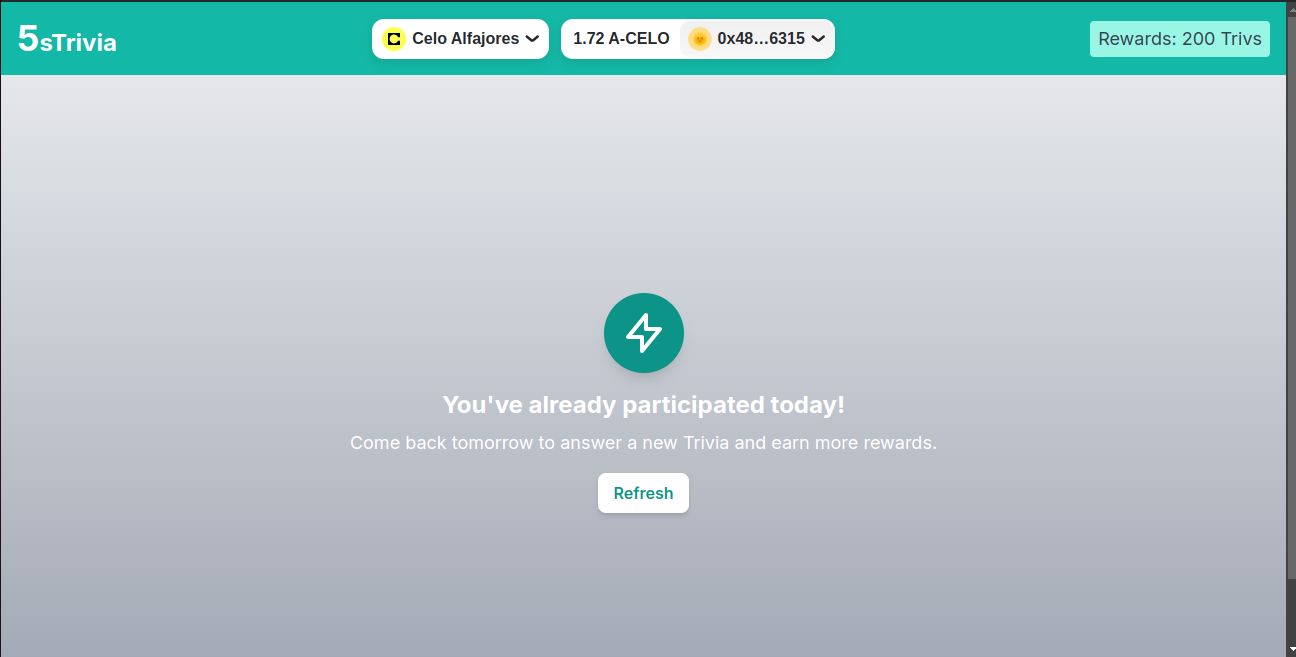 5sTrivia
Celo Alfajores
1.72 A-CELO
0x48...6315
Rewards: 200 Trivs
You've already participated today!
Come back tomorrow to answer a new Trivia and earn more rewards.
Refresh